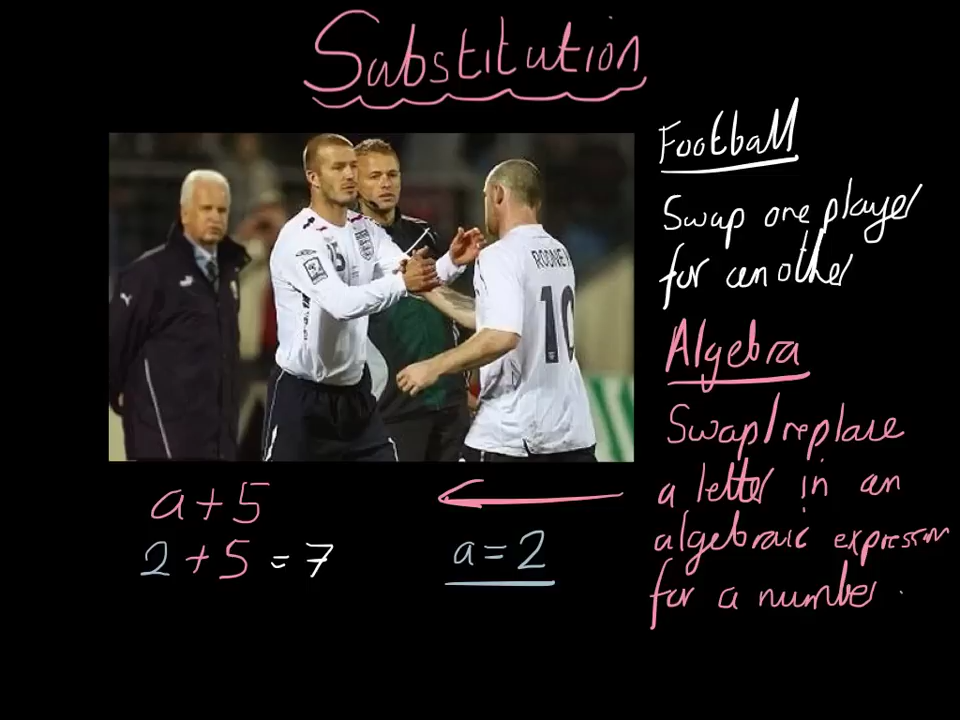 Substitution
Football
Swap one player
for another
Algebra
Swap/replace
a letter in an
algebraic expression
for a number.
ROONEY
10
15
a+5
2+5=7
a=2